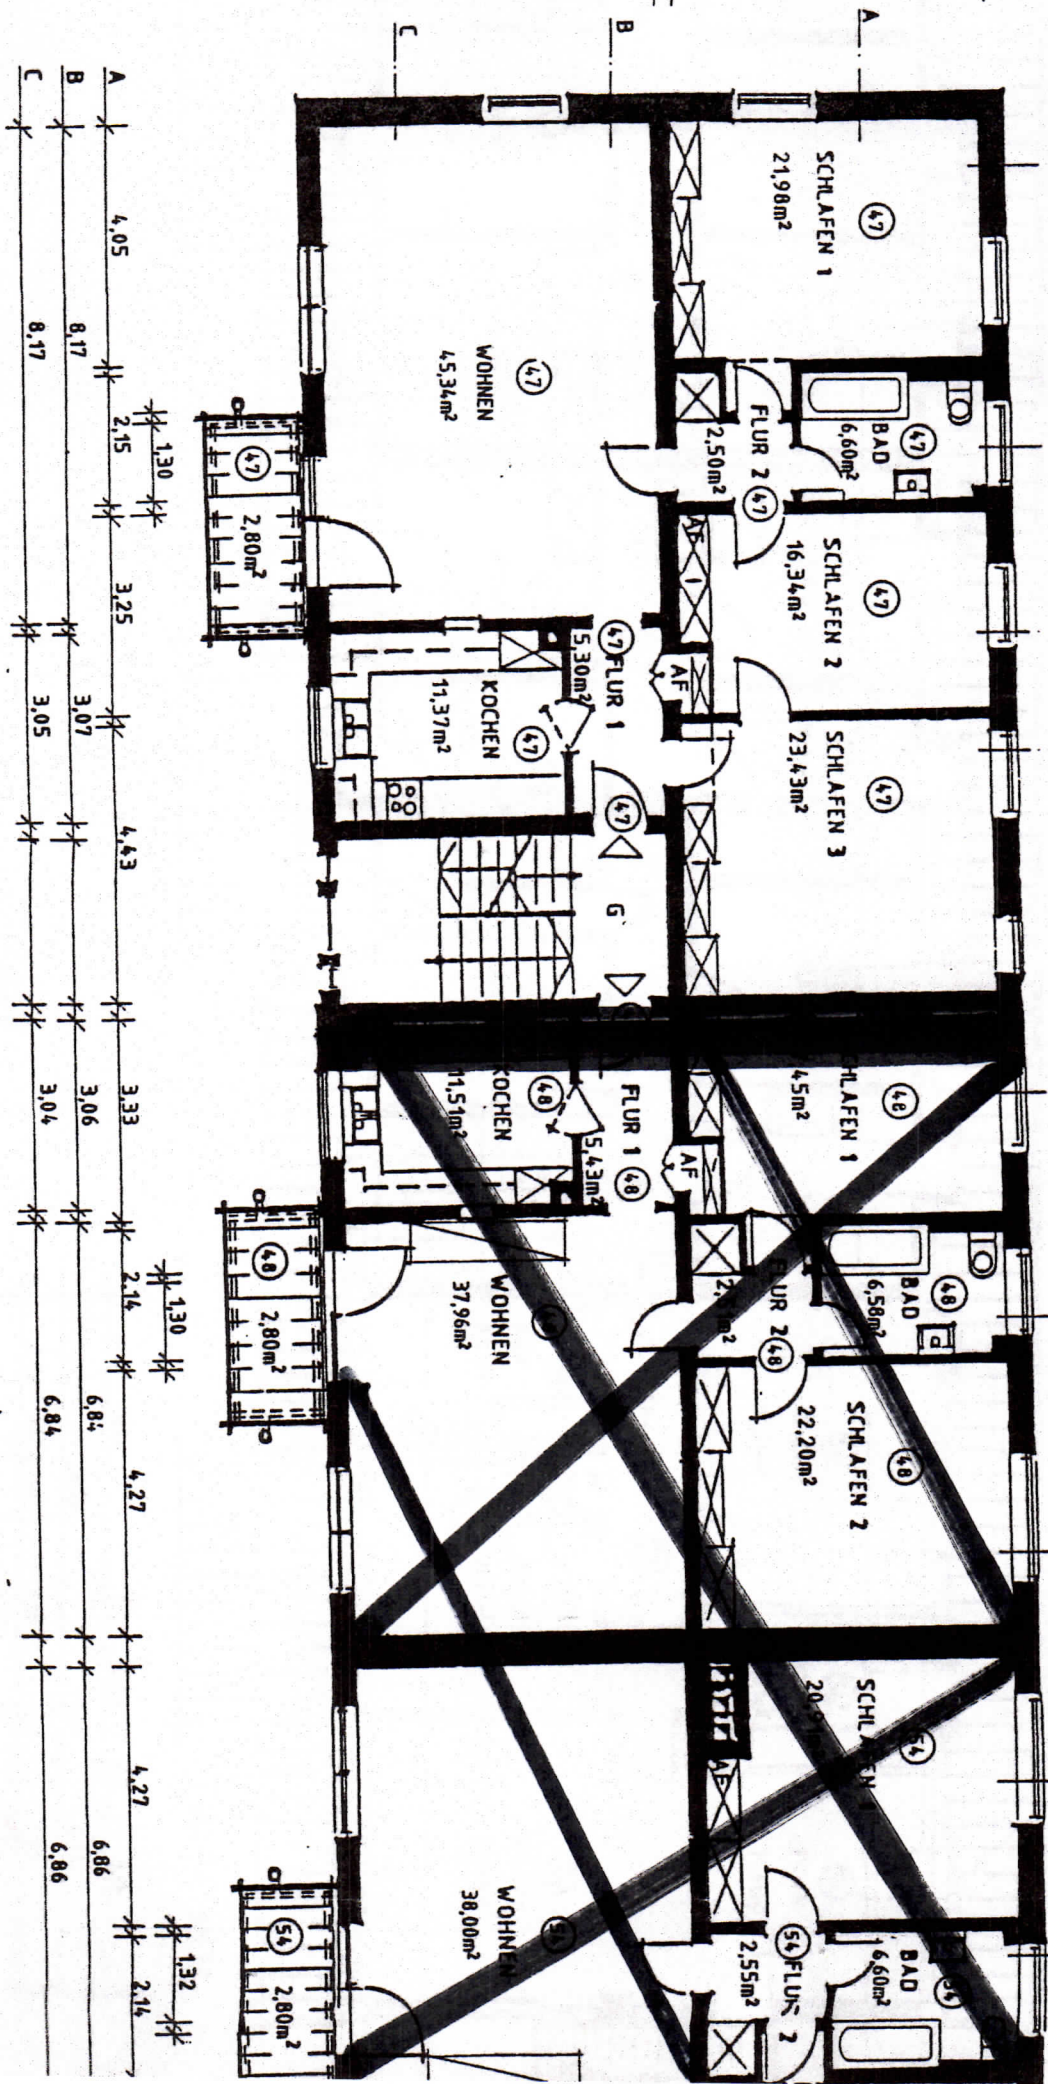 C
B
A
SCHLAFEN 1
21,98m²
47
WOHNEN
45,34m²
47
BAD
6,60m²
47
FLUR 2
2,50m²
47
SCHLAFEN 2
16,34m²
47
AF
47
2,80m²
FLUR 1
5,30m²
47
AF
KOCHEN
11,37m²
47
SCHLAFEN 3
23,43m²
47
47
G
KOCHEN
11,51m²
48
FLUR 1
5,43m²
48
AF
HLAFEN 1
45m²
48
48
2,80m²
WOHNEN
37,96m²
FLUR 2
48
BAD
6,58m²
48
SCHLAFEN 2
22,20m²
48
SCHL
54
AF
WOHNEN
38,00m²
54
54
2,80m²
FLUR 2
2,55m²
54
BAD
6,60m²
1,30
1,30
1,32
A
4,05
2,15
3,25
4,43
3,33
2,14
4,27
4,27
2,14
B
8,17
3,07
3,06
6,84
6,86
C
8,17
3,05
3,04
6,84
6,86